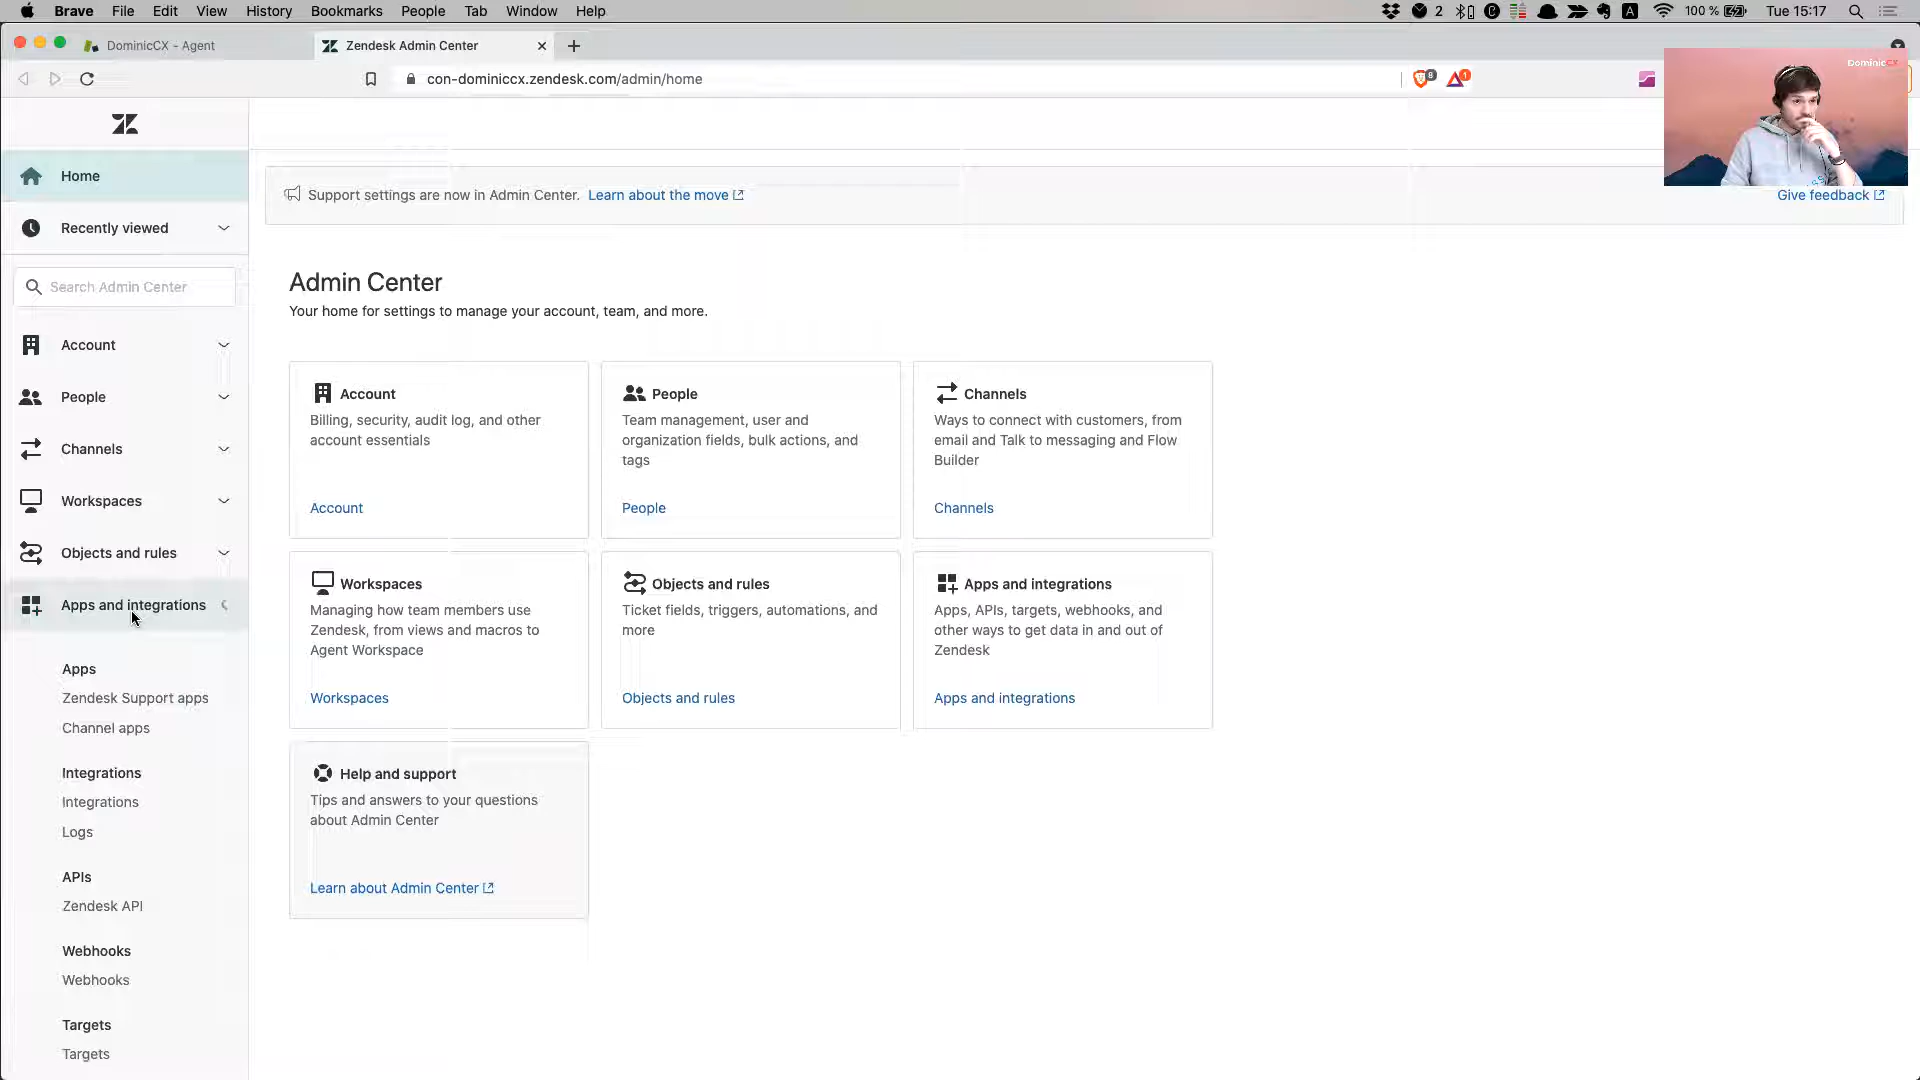 Brave File Edit View History Bookmarks People Tab Window Help
2 100 % Tue 15:17
DominicCX - Agent
Zendesk Admin Center
con-dominiccx.zendesk.com/admin/home
8
1
DominicCX
Home
Recently viewed
Search Admin Center
Account
People
Channels
Workspaces
Objects and rules
Apps and integrations
Apps
Zendesk Support apps
Channel apps
Integrations
Integrations
Logs
APIs
Zendesk API
Webhooks
Webhooks
Targets
Targets
Support settings are now in Admin Center. Learn about the move
Give feedback
Admin Center
Your home for settings to manage your account, team, and more.
Account
Billing, security, audit log, and other
account essentials
Account
People
Team management, user and
organization fields, bulk actions, and
tags
People
Channels
Ways to connect with customers, from
email and Talk to messaging and Flow
Builder
Channels
Workspaces
Managing how team members use
Zendesk, from views and macros to
Agent Workspace
Workspaces
Objects and rules
Ticket fields, triggers, automations, and
more
Objects and rules
Apps and integrations
Apps, APIs, targets, webhooks, and
other ways to get data in and out of
Zendesk
Apps and integrations
Help and support
Tips and answers to your questions
about Admin Center
Learn about Admin Center